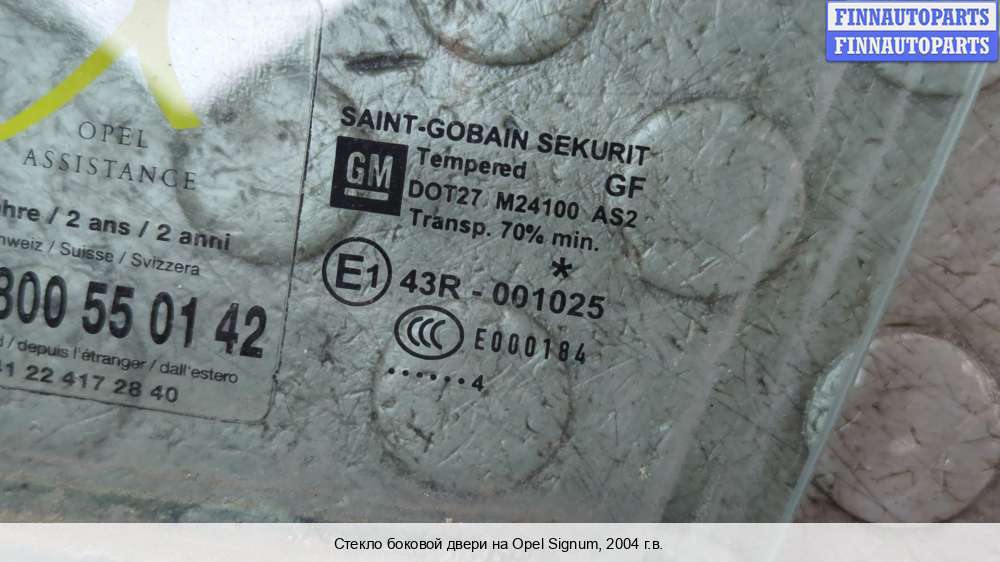 FINNAUTOPARTS
FINNAUTOPARTS
OPEL
ASSISTANCE
/ 2 ans / 2 anni
/ Suisse / Svizzera
800 55 01 42
/ depuis l'étranger / dall'estero
1 22 417 28 40
SAINT-GOBAIN SEKURIT
GM
Tempered GF
DOT27 M24100 AS2
Transp. 70% min.
*
E1 43R - 001025
CCC E000184
......4
Стекло боковой двери на Opel Signum, 2004 г.в.